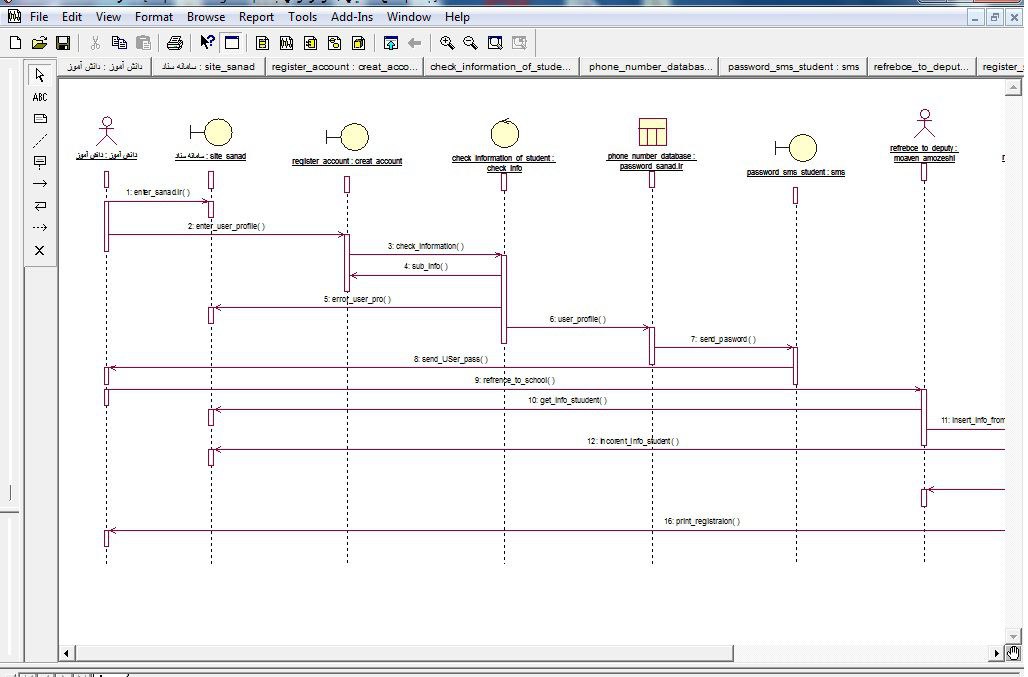 File Edit View Format Browse Report Tools Add-Ins Window Help
ABC
دانش آموز : دانش آموز
سامانه سناد : site_sanad
register_account : creat_acco...
check_information_of_stude...
phone_number_databas...
password_sms_student : sms
refrebce_to_deput...
register_
دانش آموز : دانش آموز
سامانه سناد : site_sanad
register_account : creat_account
check_information_of_student :
check_info
phone_number_database :
password_sanad.ir
password_sms_student : sms
refrebce_to_deputy :
moaven_amozeshi
1: enter_sanad.ir( )
2: enter_user_profile( )
3: check_information( )
4: sub_info( )
5: error_user_pro( )
6: user_profile( )
7: send_pasword( )
8: send_USer_pass( )
9: refrence_to_school( )
10: get_info_stuudent( )
11: insert_info_from
12: incorent_info_student( )
16: print_registraion( )